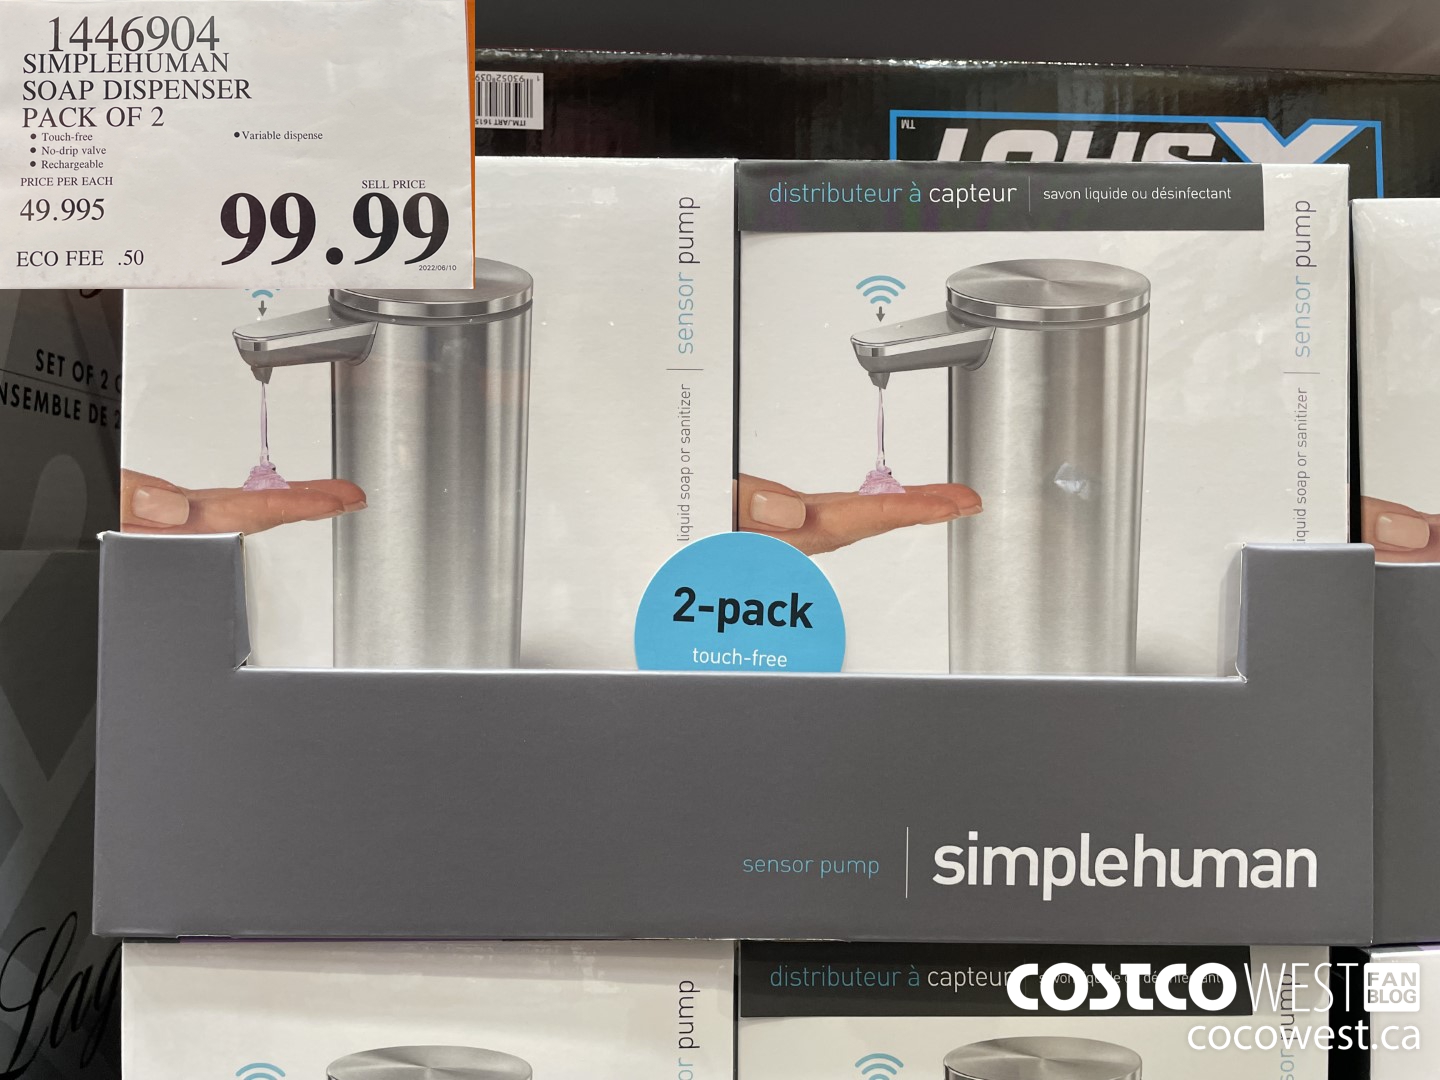 1446904
SIMPLEHUMAN
SOAP DISPENSER
PACK OF 2
• Touch-free
• No-drip valve
• Rechargeable
• Variable dispense
PRICE PER EACH
49.995
SELL PRICE
99.99
ECO FEE .50
2022/06/10
SET OF 2
ENSEMBLE DE 2
sensor pump
liquid soap or sanitizer
distributeur à capteur
savon liquide ou désinfectant
sensor pump
liquid soap or sanitizer
2-pack
touch-free
sensor pump
simplehuman
pump
distributeur à capteur
pump
COSTCO WEST FAN BLOG
cocowest.ca